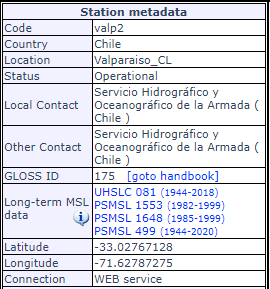 Station metadata
Code valp2
Country Chile
Location Valparaiso_CL
Status Operational
Local Contact Servicio Hidrográfico y
Oceanográfico de la Armada (
Chile )
Other Contact Servicio Hidrográfico y
Oceanográfico de la Armada (
Chile )
GLOSS ID 175 [goto handbook]
Long-term MSL
data
UHSLC 081 (1944-2018)
PSMSL 1553 (1982-1999)
PSMSL 1648 (1985-1999)
PSMSL 499 (1944-2020)
Latitude -33.02767128
Longitude -71.62787275
Connection WEB service